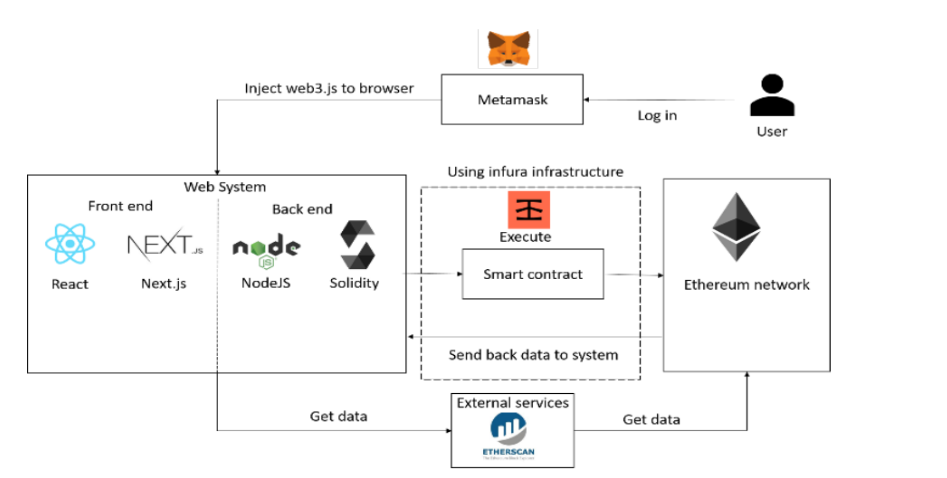 Metamask
Inject web3.js to browser
Log in
User
Using infura infrastructure
Web System
Front end
Back end
NEXT.JS
node
JS
React
Next.js
NodeJS
Solidity
Execute
Smart contract
Ethereum network
Send back data to system
Get data
External services
ETHERSCAN
Get data